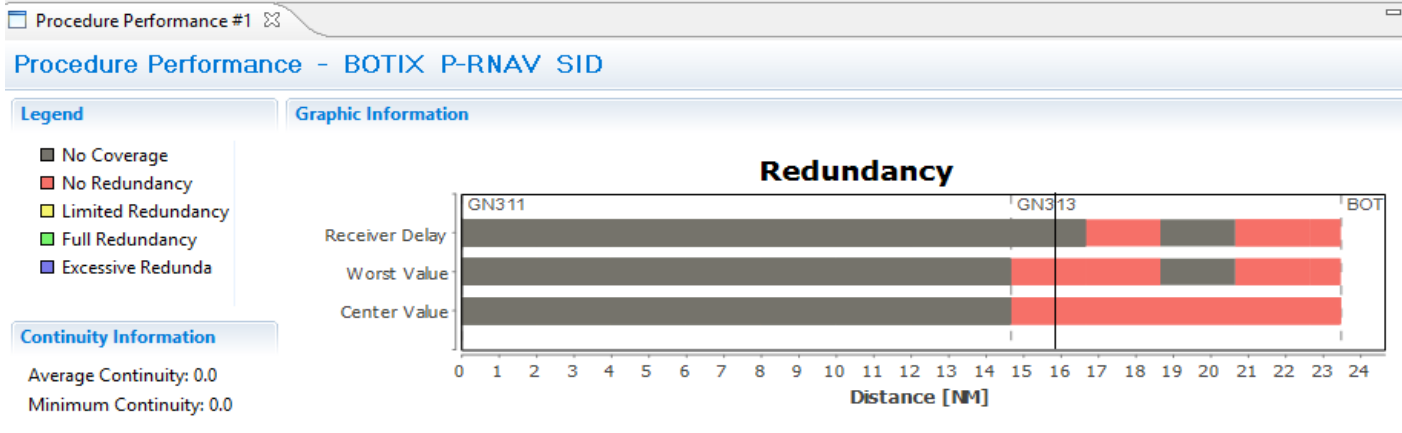 Procedure Performance #1
Procedure Performance - BOTIX P-RNAV SID
Legend
No Coverage
No Redundancy
Limited Redundancy
Full Redundancy
Excessive Redunda
Continuity Information
Average Continuity: 0.0
Minimum Continuity: 0.0
Graphic Information
Redundancy
GN311 GN313 BOT
Receiver Delay
Worst Value
Center Value
0 1 2 3 4 5 6 7 8 9 10 11 12 13 14 15 16 17 18 19 20 21 22 23 24
Distance [NM]